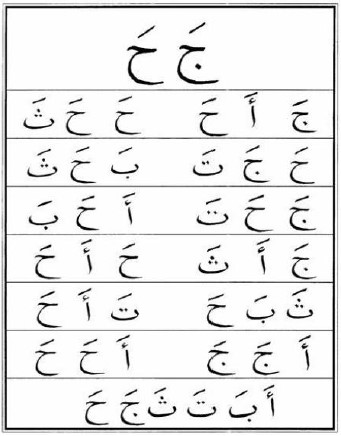 جَ حَ
جَ أَ حَ حَ حَ ثَ
حَ جَ تَ بَ حَ ثَ
جَ حَ تَ أَ حَ بَ
جَ أَ ثَ حَ أَ حَ
ثَ بَ حَ تَ أَ حَ
أَ جَ جَ أَ حَ حَ
أَ بَ تَ ثَ جَ حَ